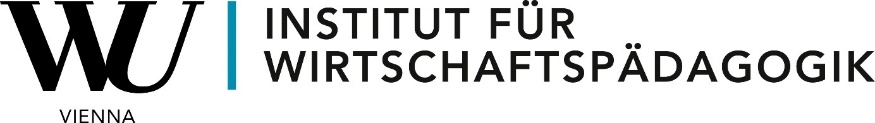 WU
VIENNA
INSTITUT FÜR
WIRTSCHAFTSPÄDAGOGIK